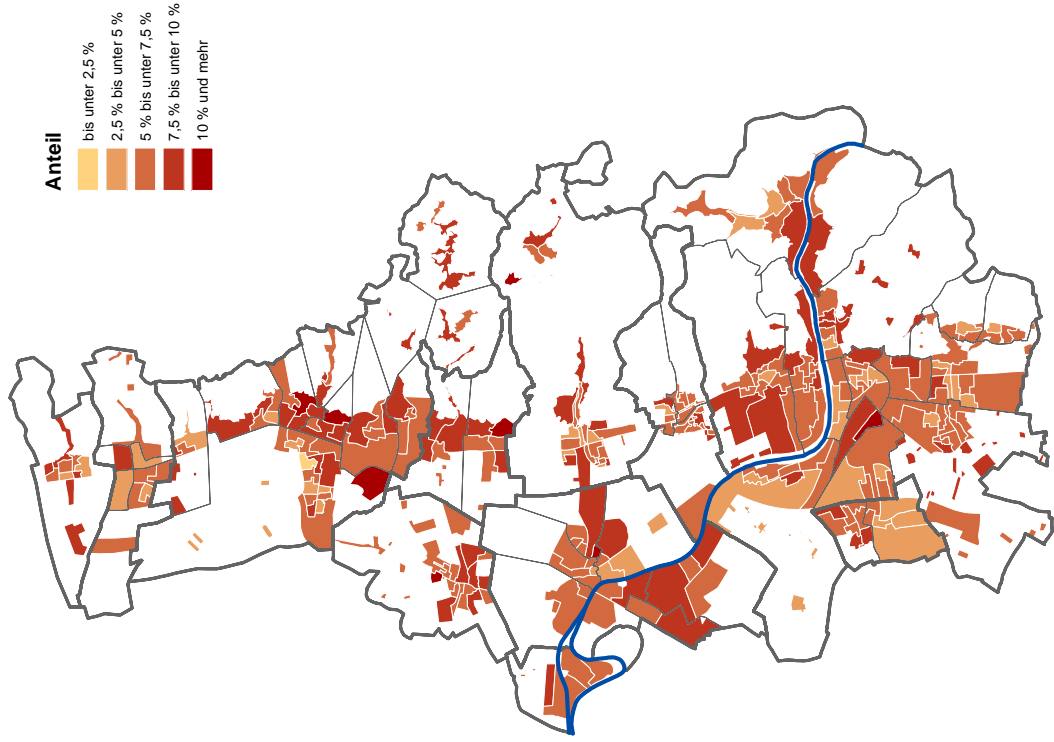 Anteil
bis unter 2,5 %
2,5 % bis unter 5 %
5 % bis unter 7,5 %
7,5 % bis unter 10 %
10 % und mehr